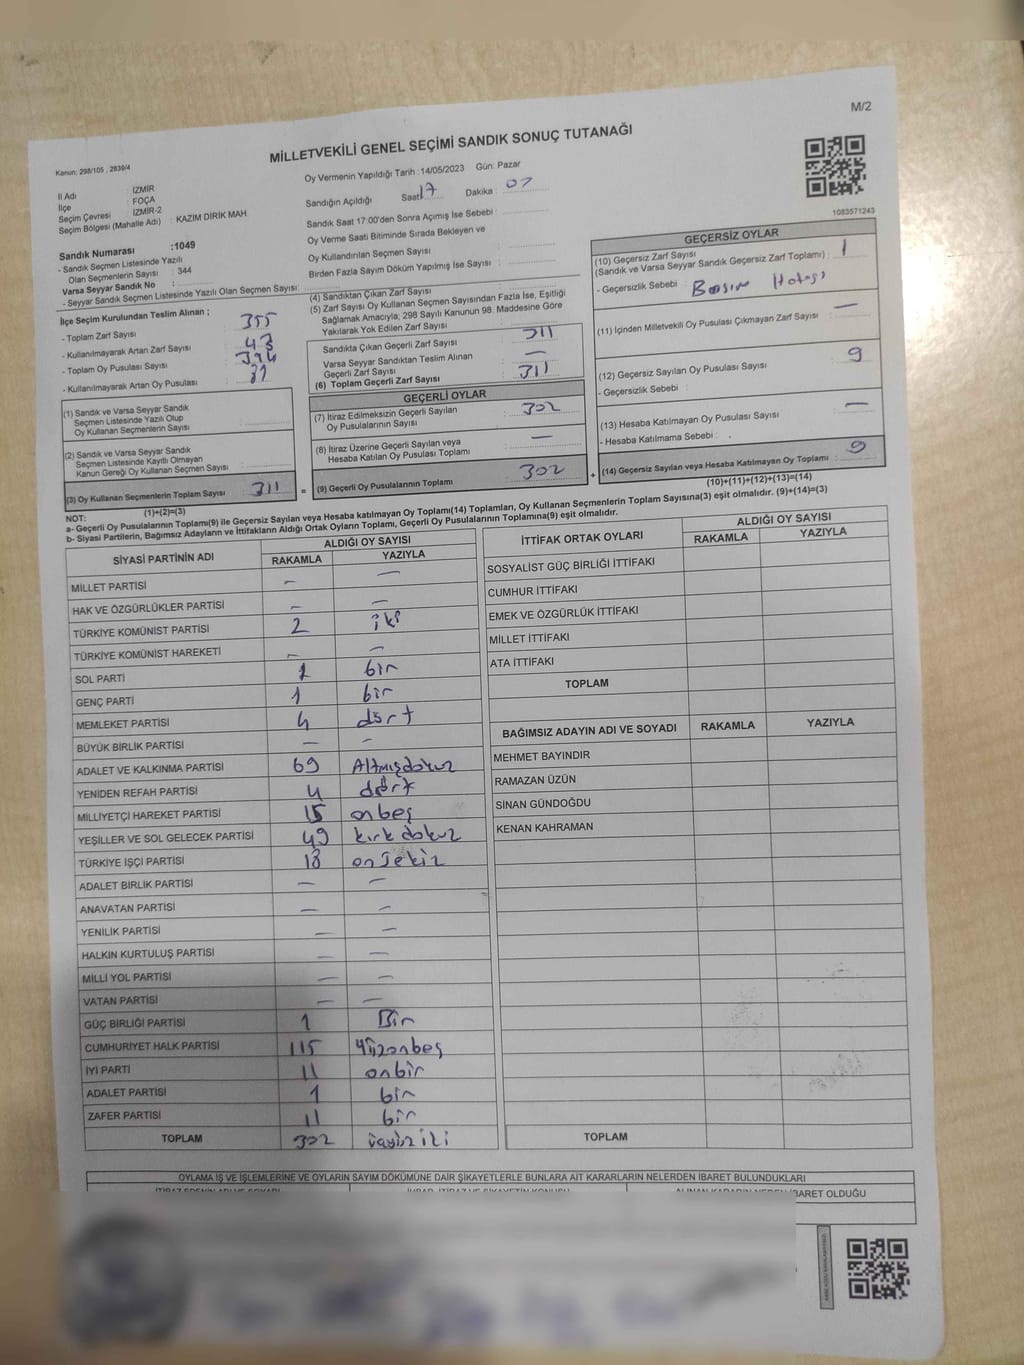 M/2
MİLLETVEKİLİ GENEL SEÇİMİ SANDIK SONUÇ TUTANAĞI
Kanun: 298/105 , 2839/4
Oy Vermenin Yapıldığı Tarih : 14/05/2023 Gün: Pazar
İl Adı : İZMİR
İlçe : FOÇA
Seçim Çevresi : İZMİR-2
Seçim Bölgesi (Mahalle Adı) : KAZIM DİRİK MAH.
Sandığın Açıldığı Saat 17 Dakika : 07
Sandık Saat 17:00'den Sonra Açımış İse Sebebi :
Oy Verme Saati Bitiminde Sırada Bekleyen ve
Oy Kullandırılan Seçmen Sayısı :
Birden Fazla Sayım Döküm Yapılmış İse Sayısı :
1083571243
Sandık Numarası :1049
- Sandık Seçmen Listesinde Yazılı
Olan Seçmenlerin Sayısı : 344
Varsa Seyyar Sandık No :
- Seyyar Sandık Seçmen Listesinde Yazılı Olan Seçmen Sayısı:
İlçe Seçim Kurulundan Teslim Alınan ;
- Toplam Zarf Sayısı : 355
- Kullanılmayarak Artan Zarf Sayısı : 43
- Toplam Oy Pusulası Sayısı :
- Kullanılmayarak Artan Oy Pusulası :
(1) Sandık ve Varsa Seyyar Sandık
Seçmen Listesinde Yazılı Olup
Oy Kullanan Seçmenlerin Sayısı :
(2) Sandık ve Varsa Seyyar Sandık
Seçmen Listesinde Kayıtlı Olmayan
Kanun Gereği Oy Kullanan Seçmen Sayısı :
(3) Oy Kullanan Seçmenlerin Toplam Sayısı : 311
(1)+(2)=(3)
(4) Sandıktan Çıkan Zarf Sayısı :
(5) Zarf Sayısı Oy Kullanan Seçmen Sayısından Fazla İse, Eşitliği
Sağlamak Amacıyla; 298 Sayılı Kanunun 98. Maddesine Göre
Yakılarak Yok Edilen Zarf Sayısı :
Sandıkta Çıkan Geçerli Zarf Sayısı : 311
Varsa Seyyar Sandıktan Teslim Alınan
Geçerli Zarf Sayısı : —
(6) Toplam Geçerli Zarf Sayısı : 311
GEÇERLİ OYLAR
(7) İtiraz Edilmeksizin Geçerli Sayılan
Oy Pusulalarının Sayısı : 302
(8) İtiraz Üzerine Geçerli Sayılan veya
Hesaba Katılan Oy Pusulası Toplamı : —
= (9) Geçerli Oy Pusulalarının Toplamı : 302 +
GEÇERSİZ OYLAR
(10) Geçersiz Zarf Sayısı
(Sandık ve Varsa Seyyar Sandık Geçersiz Zarf Toplamı) : 1
- Geçersizlik Sebebi : Basım Hatası
(11) İçinden Milletvekili Oy Pusulası Çıkmayan Zarf Sayısı : —
(12) Geçersiz Sayılan Oy Pusulası Sayısı : 9
- Geçersizlik Sebebi :
(13) Hesaba Katılmayan Oy Pusulası Sayısı : —
- Hesaba Katılmama Sebebi :
(14) Geçersiz Sayılan veya Hesaba Katılmayan Oy Toplamı : 9
(10)+(11)+(12)+(13)=(14)
NOT:
a- Geçerli Oy Pusulalarının Toplamı(9) ile Geçersiz Sayılan veya Hesaba katılmayan Oy Toplamı(14) Toplamları, Oy Kullanan Seçmenlerin Toplam Sayısına(3) eşit olmalıdır. (9)+(14)=(3)
b- Siyasi Partilerin, Bağımsız Adayların ve İttifakların Aldığı Ortak Oyların Toplamı, Geçerli Oy Pusulalarının Toplamına(9) eşit olmalıdır.
SİYASİ PARTİNİN ADI ALDIĞI OY SAYISI
RAKAMLA YAZIYLA
MİLLET PARTİSİ — —
HAK VE ÖZGÜRLÜKLER PARTİSİ — —
TÜRKİYE KOMÜNİST PARTİSİ 2 iki
TÜRKİYE KOMÜNİST HAREKETİ — —
SOL PARTİ 1 bir
GENÇ PARTİ 1 bir
MEMLEKET PARTİSİ 4 dört
BÜYÜK BİRLİK PARTİSİ — —
ADALET VE KALKINMA PARTİSİ 69 Altmışdokuz
YENİDEN REFAH PARTİSİ 4 dört
MİLLİYETÇİ HAREKET PARTİSİ 15 onbeş
YEŞİLLER VE SOL GELECEK PARTİSİ 49 kırkdokuz
TÜRKİYE İŞÇİ PARTİSİ 18 onsekiz
ADALET BİRLİK PARTİSİ — —
ANAVATAN PARTİSİ — —
YENİLİK PARTİSİ — —
HALKIN KURTULUŞ PARTİSİ — —
MİLLİ YOL PARTİSİ — —
VATAN PARTİSİ — —
GÜÇ BİRLİĞİ PARTİSİ 1 Bir
CUMHURİYET HALK PARTİSİ 115 Yüzonbeş
İYİ PARTİ 11 onbir
ADALET PARTİSİ 1 bir
ZAFER PARTİSİ 11 bir
TOPLAM 302
İTTİFAK ORTAK OYLARI ALDIĞI OY SAYISI
RAKAMLA YAZIYLA
SOSYALİST GÜÇ BİRLİĞİ İTTİFAKI
CUMHUR İTTİFAKI
EMEK VE ÖZGÜRLÜK İTTİFAKI
MİLLET İTTİFAKI
ATA İTTİFAKI
TOPLAM
BAĞIMSIZ ADAYIN ADI VE SOYADI RAKAMLA YAZIYLA
MEHMET BAYINDIR
RAMAZAN ÜZÜN
SİNAN GÜNDOĞDU
KENAN KAHRAMAN
TOPLAM
OYLAMA İŞ VE İŞLEMLERİNE VE OYLARIN SAYIM DÖKÜMÜNE DAİR ŞİKAYETLERLE BUNLARA AİT KARARLARIN NELERDEN İBARET BULUNDUKLARI
İBARET OLDUĞU